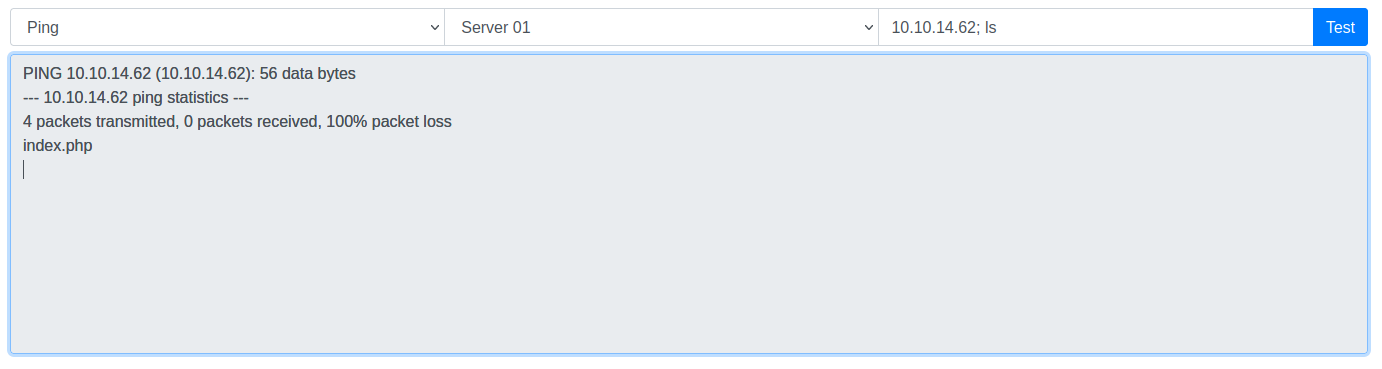 Ping Server 01 10.10.14.62; ls Test
PING 10.10.14.62 (10.10.14.62): 56 data bytes
--- 10.10.14.62 ping statistics ---
4 packets transmitted, 0 packets received, 100% packet loss
index.php